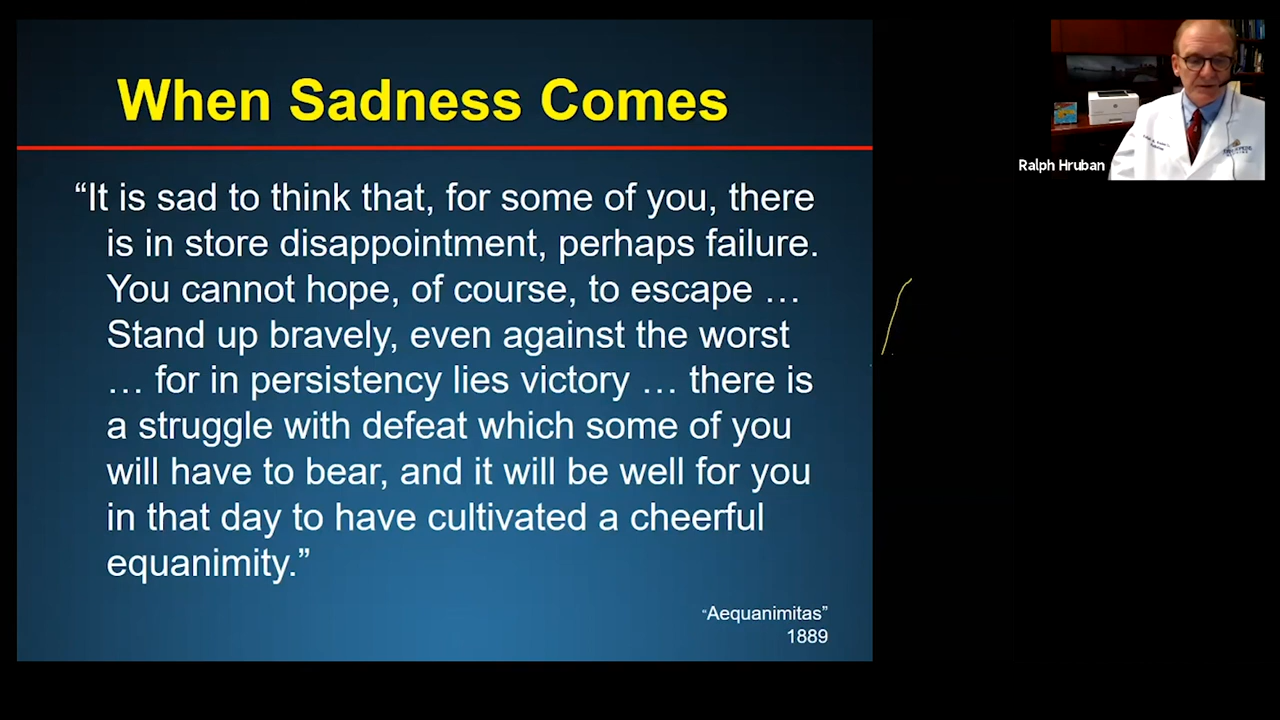 When Sadness Comes
“It is sad to think that, for some of you, there
is in store disappointment, perhaps failure.
You cannot hope, of course, to escape …
Stand up bravely, even against the worst
… for in persistency lies victory … there is
a struggle with defeat which some of you
will have to bear, and it will be well for you
in that day to have cultivated a cheerful
equanimity.”
“Aequanimitas”
1889
Ralph Hruban